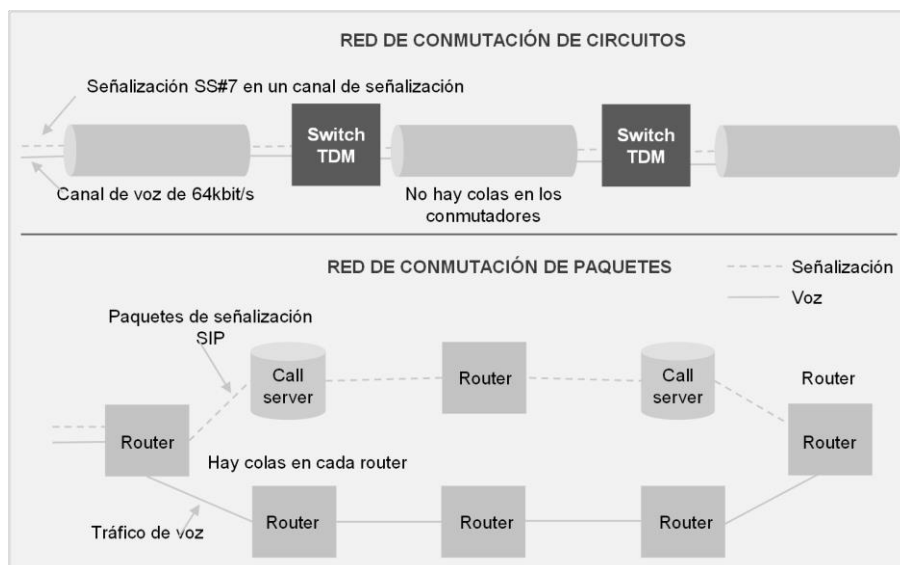 RED DE CONMUTACIÓN DE CIRCUITOS
Señalización SS#7 en un canal de señalización
Switch
TDM
Switch
TDM
Canal de voz de 64kbit/s
No hay colas en los
conmutadores
RED DE CONMUTACIÓN DE PAQUETES
Señalización
Voz
Paquetes de señalización
SIP
Call
server
Router
Call
server
Router
Router
Router
Hay colas en cada router
Tráfico de voz
Router
Router
Router